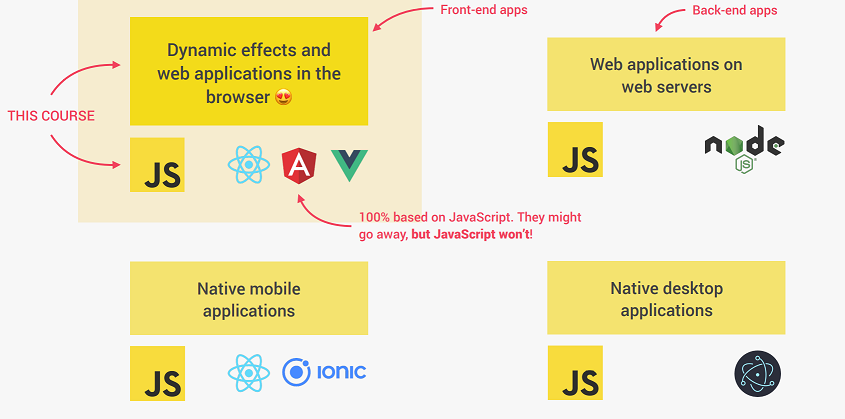 Front-end apps
Back-end apps
Dynamic effects and
web applications in the
browser 😍
Web applications on
web servers
THIS COURSE
JS
A
JS
node
JS
100% based on JavaScript. They might
go away, but JavaScript won't!
Native mobile
applications
Native desktop
applications
JS
IONIC
JS